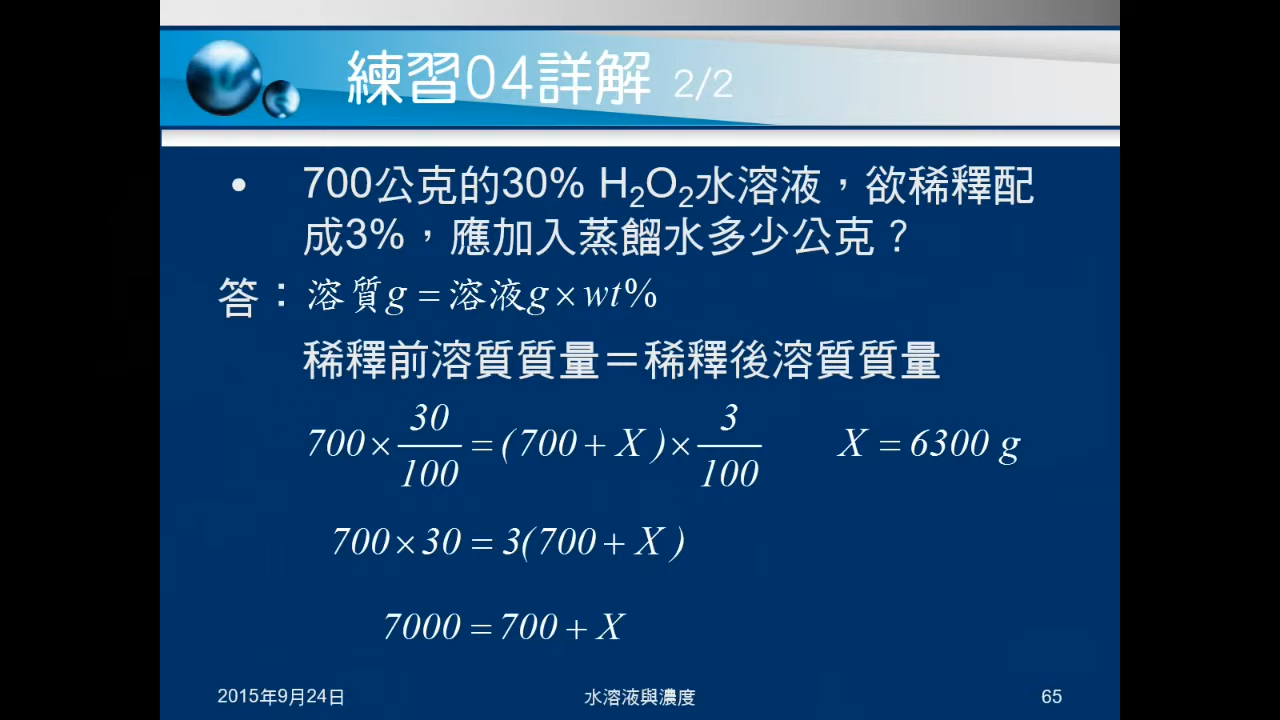 練習04詳解 2/2
• 700公克的30% H₂O₂水溶液，欲稀釋配
成3%，應加入蒸餾水多少公克？
答：溶質g = 溶液g × wt%
稀釋前溶質質量＝稀釋後溶質質量
700 × 30/100 = (700 + X) × 3/100 X = 6300 g
700 × 30 = 3(700 + X)
7000 = 700 + X
2015年9月24日 水溶液與濃度 65